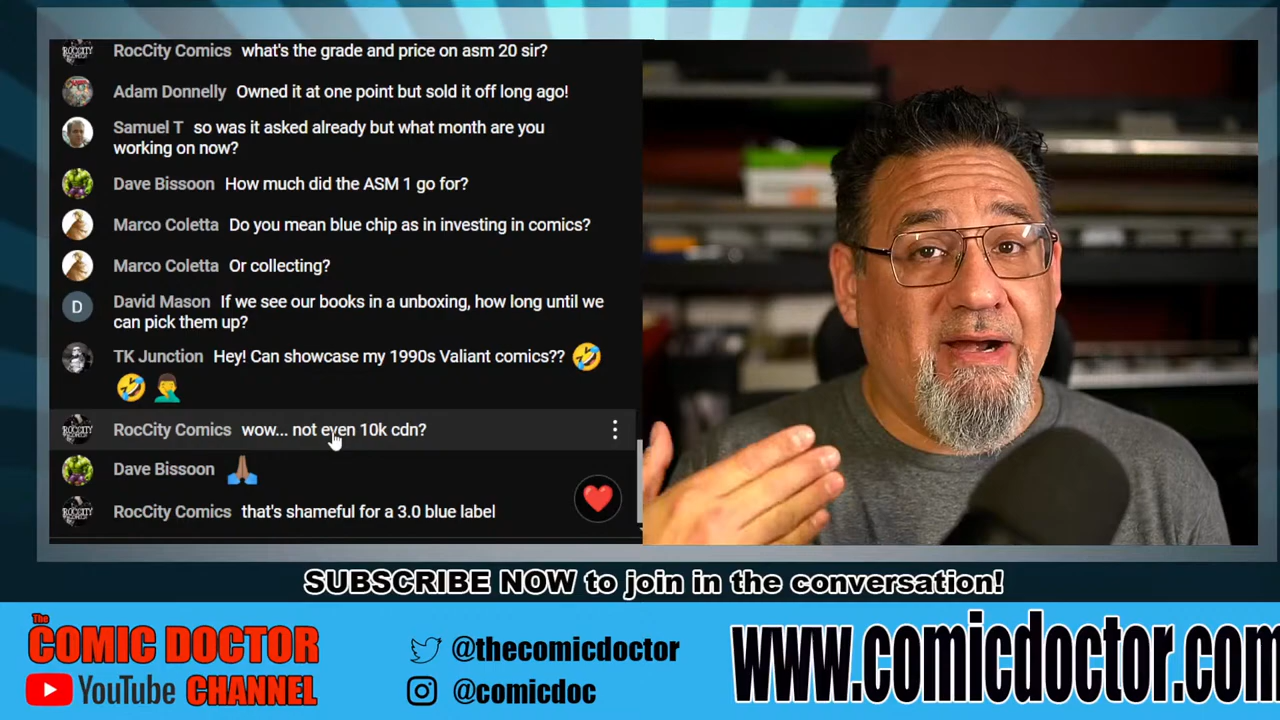 RocCity Comics what's the grade and price on asm 20 sir?
Adam Donnelly Owned it at one point but sold it off long ago!
Samuel T so was it asked already but what month are you
working on now?
Dave Bissoon How much did the ASM 1 go for?
Marco Coletta Do you mean blue chip as in investing in comics?
Marco Coletta Or collecting?
D David Mason If we see our books in a unboxing, how long until we
can pick them up?
TK Junction Hey! Can showcase my 1990s Valiant comics?? 🤣
🤣 🤦‍♂️
RocCity Comics wow... not even 10k cdn?
Dave Bissoon 🙏🏽
RocCity Comics that's shameful for a 3.0 blue label
SUBSCRIBE NOW to join in the conversation!
The
COMIC DOCTOR
YouTube CHANNEL
@thecomicdoctor
@comicdoc
www.comicdoctor.com